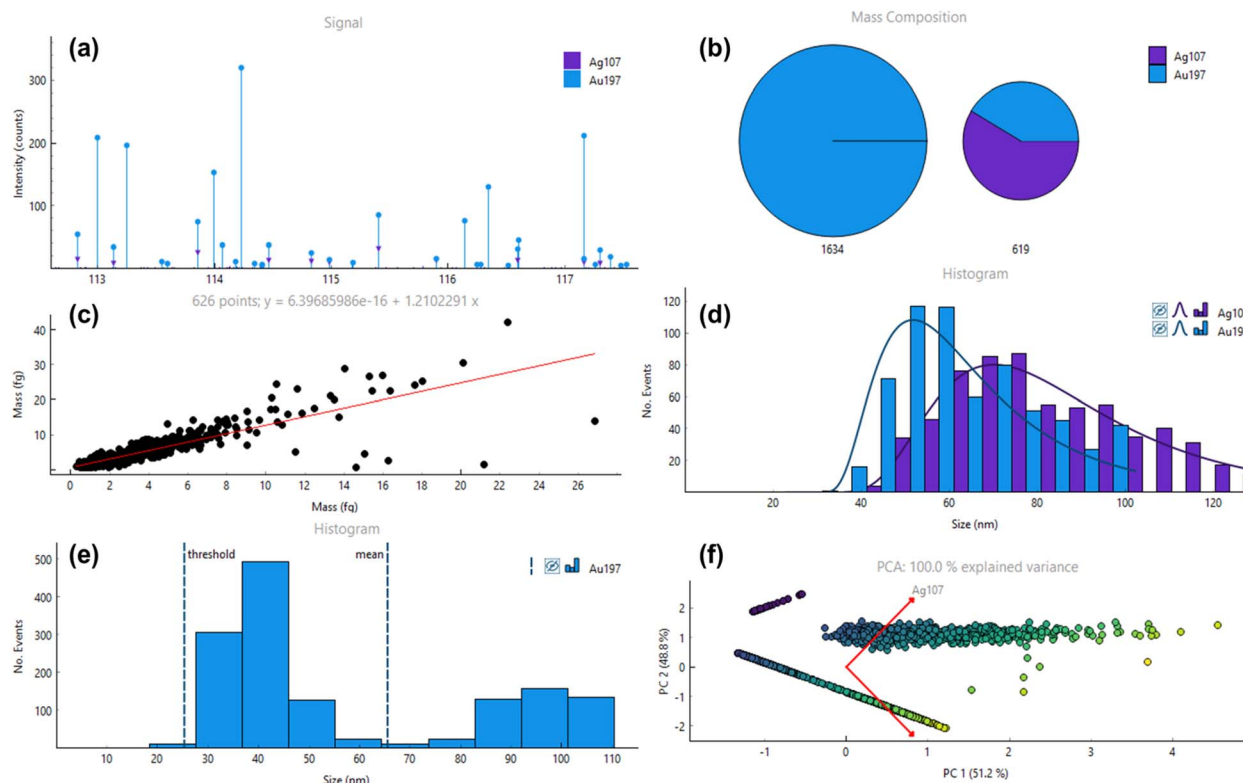 (a)
Signal
Ag107
Au197
Intensity (counts)
300
200
100
113
114
115
116
117
(b)
Mass Composition
Ag107
Au197
1634
619
(c)
626 points; y = 6.39685986e-16 + 1.2102291 x
Mass (fg)
40
30
20
10
0
2
4
6
8
10
12
14
16
18
20
22
24
26
Mass (fg)
(d)
Histogram
Ag10
Au19
No. Events
120
100
80
60
40
20
20
40
60
80
100
120
Size (nm)
(e)
Histogram
threshold
mean
Au197
No. Events
500
400
300
200
100
10
20
30
40
50
60
70
80
90
100
110
Size (nm)
(f)
PCA: 100.0 % explained variance
Ag107
PC 2 (48.8 %)
2
1
0
-1
-2
-1
0
1
2
3
4
PC 1 (51.2 %)